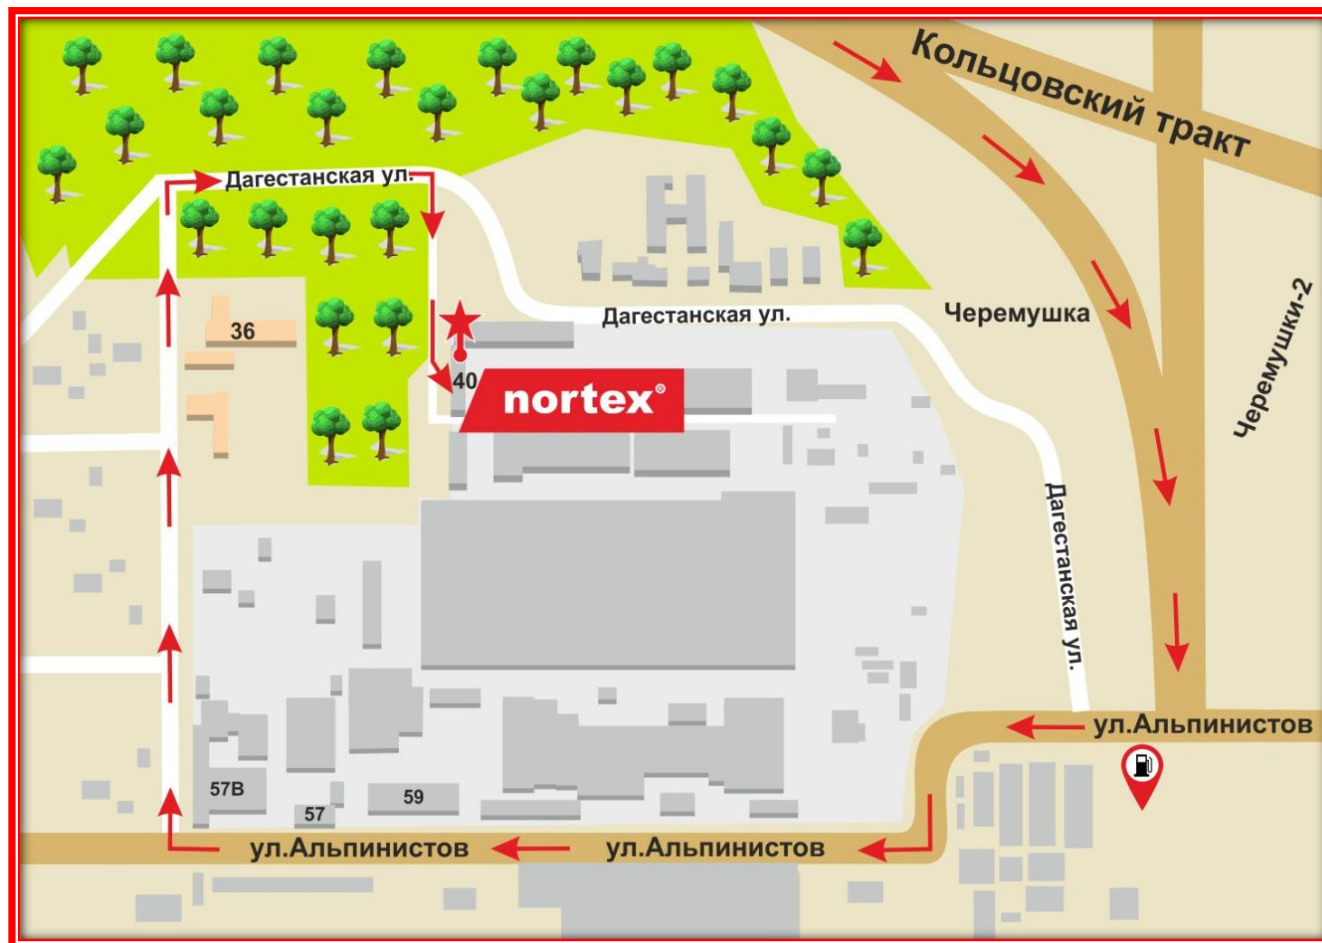 Кольцовский тракт
Дагестанская ул.
Черемушка
Дагестанская ул.
Черемушки-2
36
40
nortex®
Дагестанская ул.
ул.Альпинистов
57В
57
59
ул.Альпинистов
ул.Альпинистов